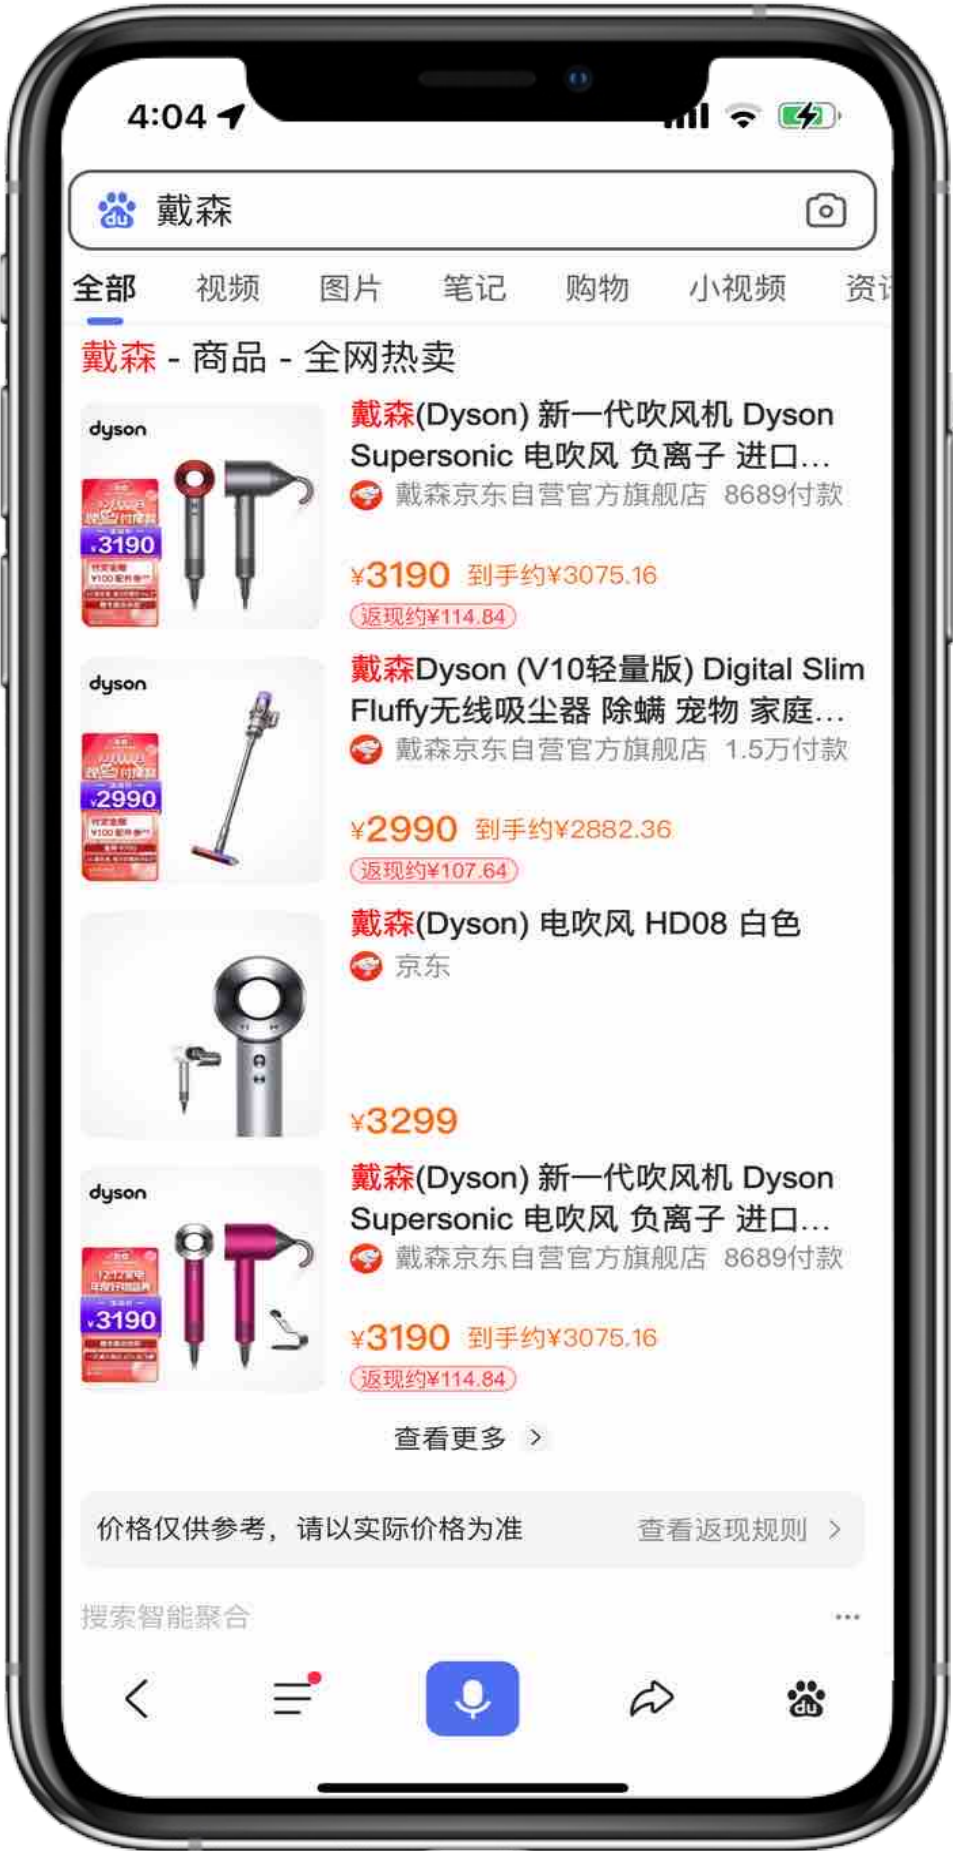 4:04
du 戴森
全部 视频 图片 笔记 购物 小视频 资讯
戴森 - 商品 - 全网热卖
dyson
¥3190
¥100
戴森(Dyson) 新一代吹风机 Dyson
Supersonic 电吹风 负离子 进口...
戴森京东自营官方旗舰店 8689付款
¥3190 到手约¥3075.16
返现约¥114.84
dyson
¥2990
¥100
戴森Dyson (V10轻量版) Digital Slim
Fluffy无线吸尘器 除螨 宠物 家庭...
戴森京东自营官方旗舰店 1.5万付款
¥2990 到手约¥2882.36
返现约¥107.64
戴森(Dyson) 电吹风 HD08 白色
京东
¥3299
dyson
¥3190
戴森(Dyson) 新一代吹风机 Dyson
Supersonic 电吹风 负离子 进口...
戴森京东自营官方旗舰店 8689付款
¥3190 到手约¥3075.16
返现约¥114.84
查看更多 >
价格仅供参考，请以实际价格为准 查看返现规则 >
搜索智能聚合 ...
du